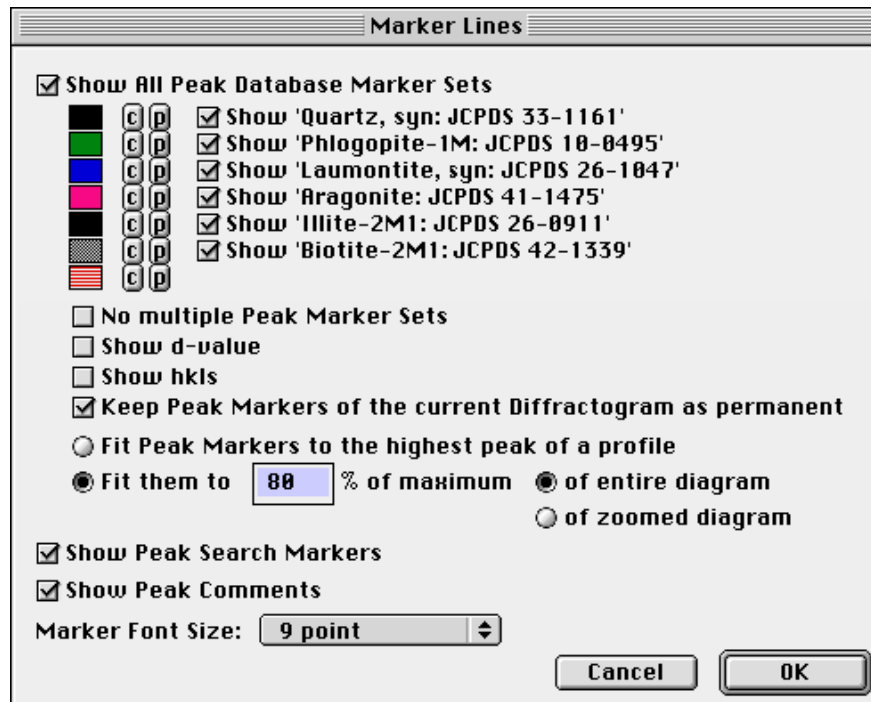 Marker Lines
Show All Peak Database Marker Sets
c p Show 'Quartz, syn: JCPDS 33-1161'
c p Show 'Phlogopite-1M: JCPDS 10-0495'
c p Show 'Laumontite, syn: JCPDS 26-1047'
c p Show 'Aragonite: JCPDS 41-1475'
c p Show 'Illite-2M1: JCPDS 26-0911'
c p Show 'Biotite-2M1: JCPDS 42-1339'
c p
No multiple Peak Marker Sets
Show d-value
Show hkls
Keep Peak Markers of the current Diffractogram as permanent
Fit Peak Markers to the highest peak of a profile
Fit them to 80 % of maximum of entire diagram
of zoomed diagram
Show Peak Search Markers
Show Peak Comments
Marker Font Size: 9 point
Cancel OK